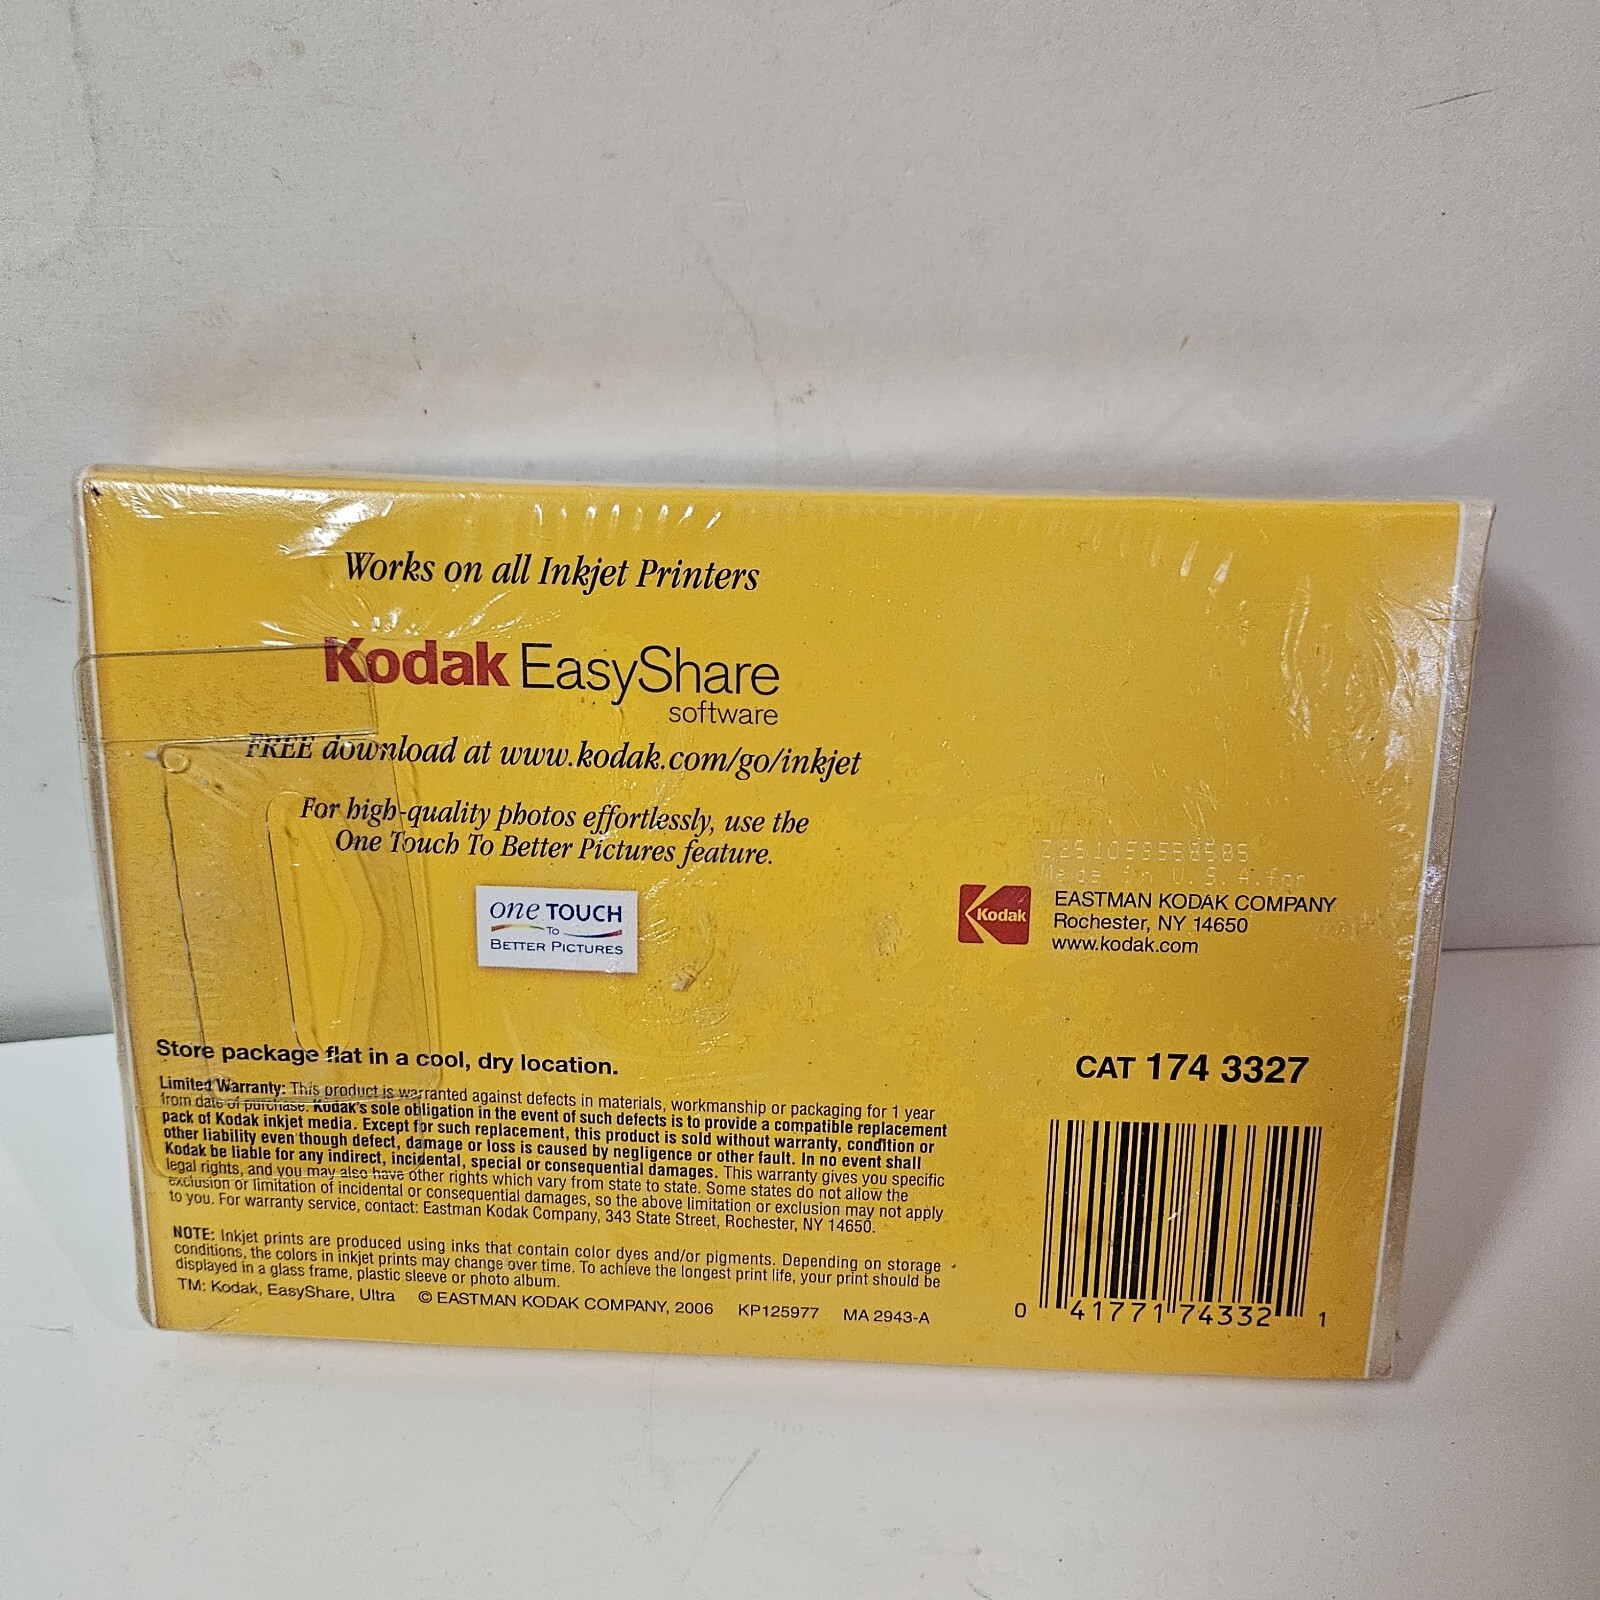 Works on all Inkjet Printers
Kodak EasyShare
software
FREE download at www.kodak.com/go/inkjet
For high-quality photos effortlessly, use the
One Touch To Better Pictures feature.
one TOUCH
TO
BETTER PICTURES
Made in U.S.A. for
Kodak
EASTMAN KODAK COMPANY
Rochester, NY 14650
www.kodak.com
Store package flat in a cool, dry location.
CAT 174 3327
Limited Warranty: This product is warranted against defects in materials, workmanship or packaging for 1 year
from date of purchase. Kodak's sole obligation in the event of such defects is to provide a compatible replacement
pack of Kodak inkjet media. Except for such replacement, this product is sold without warranty, condition or
other liability even though defect, damage or loss is caused by negligence or other fault. In no event shall
Kodak be liable for any indirect, incidental, special or consequential damages. This warranty gives you specific
legal rights, and you may also have other rights which vary from state to state. Some states do not allow the
exclusion or limitation of incidental or consequential damages, so the above limitation or exclusion may not apply
to you. For warranty service, contact: Eastman Kodak Company, 343 State Street, Rochester, NY 14650.
NOTE: Inkjet prints are produced using inks that contain color dyes and/or pigments. Depending on storage
conditions, the colors in inkjet prints may change over time. To achieve the longest print life, your print should be
displayed in a glass frame, plastic sleeve or photo album.
TM: Kodak, EasyShare, Ultra © EASTMAN KODAK COMPANY, 2006 KP125977 MA 2943-A
0 41771 74332 1